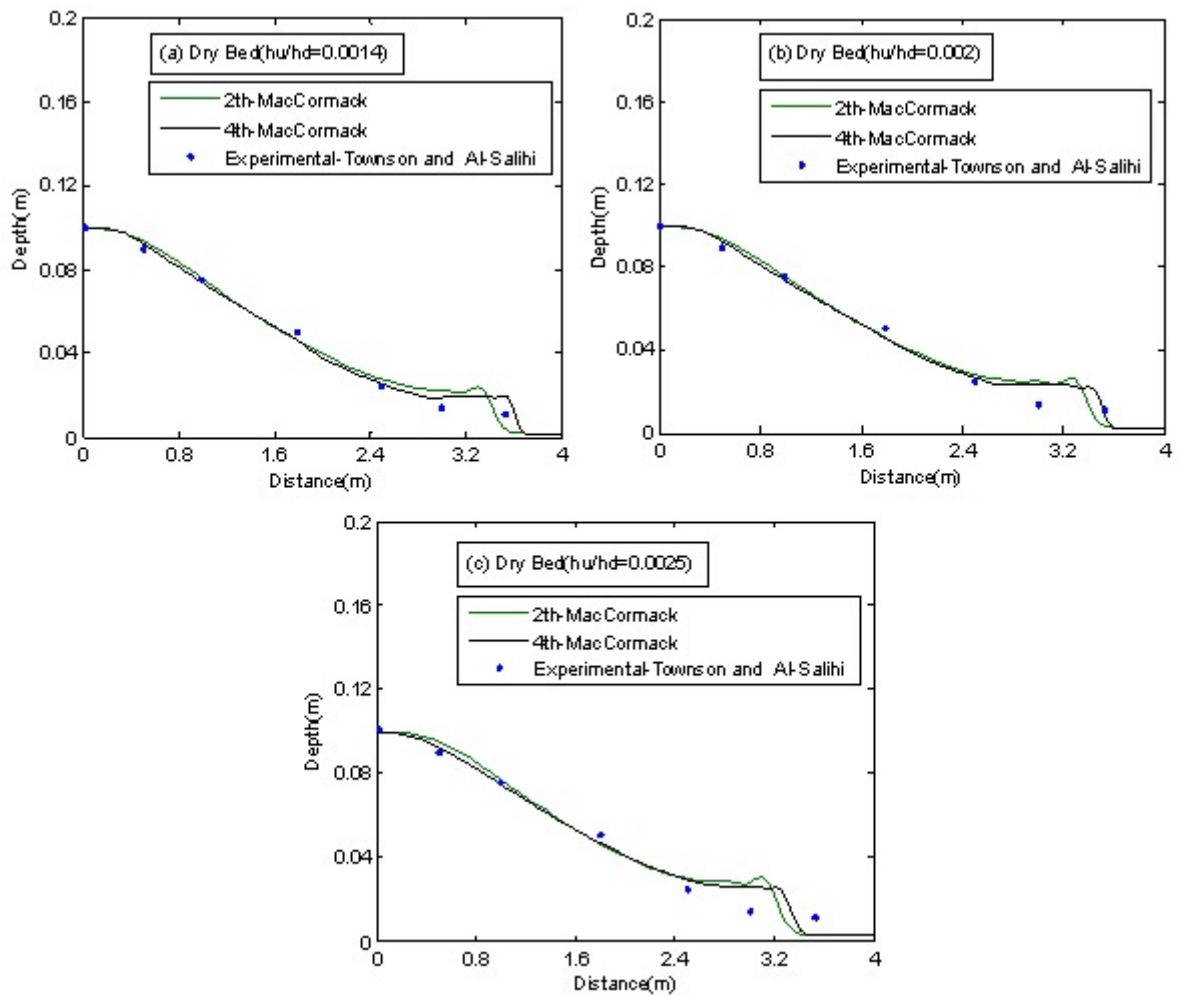 0.2
(a) Dry Bed(hu/hd=0.0014)
2th-MacCormack
4th-MacCormack
Experimental-Townson and Al-Salihi
0.16
0.12
0.08
0.04
0
Depth(m)
0 0.8 1.6 2.4 3.2 4
Distance(m)
0.2
(b) Dry Bed(hu/hd=0.002)
2th-MacCormack
4th-MacCormack
Experimental-Townson and Al-Salihi
0.16
0.12
0.08
0.04
0
Depth(m)
0 0.8 1.6 2.4 3.2 4
Distance(m)
0.2
(c) Dry Bed(hu/hd=0.0025)
2th-MacCormack
4th-MacCormack
Experimental-Townson and Al-Salihi
0.16
0.12
0.08
0.04
0
Depth(m)
0 0.8 1.6 2.4 3.2 4
Distance(m)